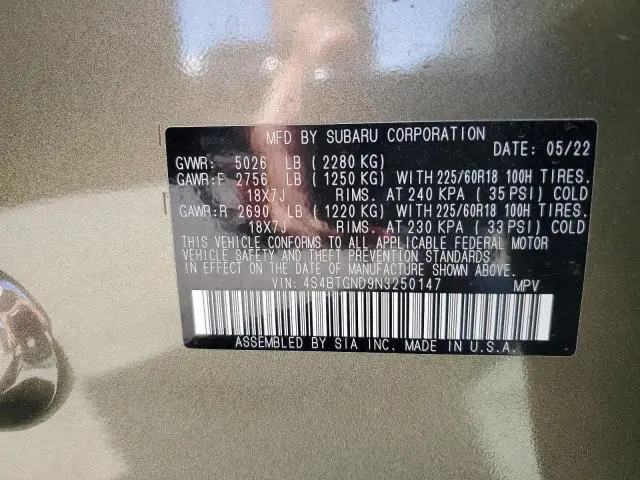 MFD BY SUBARU CORPORATION
DATE: 05/22
GVWR: 5026 LB (2280 KG)
GAWR:F 2756 LB (1250 KG) WITH 225/60R18 100H TIRES.
18X7J RIMS. AT 240 KPA (35 PSI) COLD
GAWR:R 2690 LB (1220 KG) WITH 225/60R18 100H TIRES.
18X7J RIMS. AT 230 KPA (33 PSI) COLD
THIS VEHICLE CONFORMS TO ALL APPLICABLE FEDERAL MOTOR
VEHICLE SAFETY AND THEFT PREVENTION STANDARDS
IN EFFECT ON THE DATE OF MANUFACTURE SHOWN ABOVE.
VIN: 4S4BTGND9N3250147 MPV
ASSEMBLED BY SIA INC. MADE IN U.S.A.